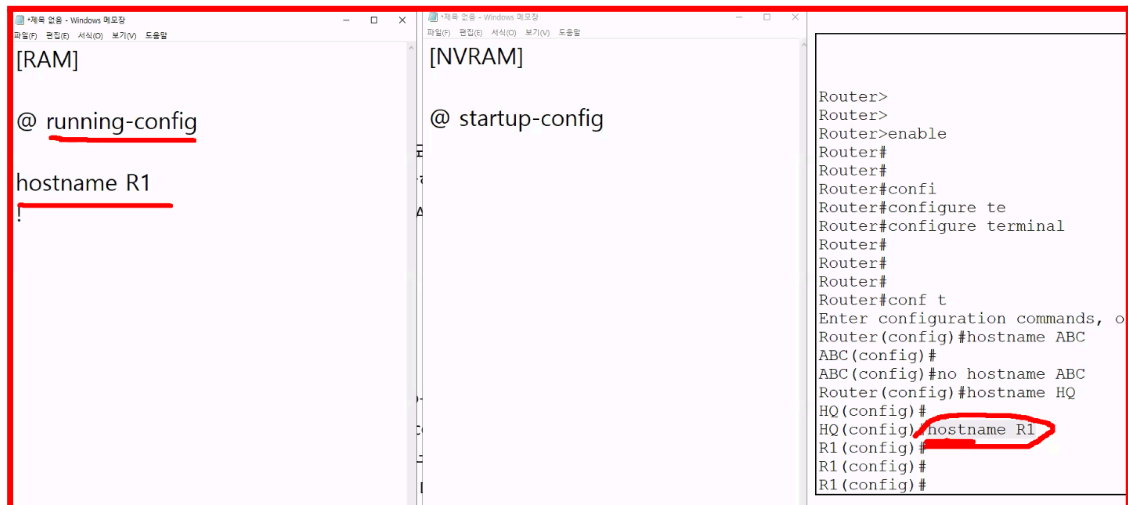 *제목 없음 - Windows 메모장
파일(F) 편집(E) 서식(O) 보기(V) 도움말
[RAM]
@ running-config
hostname R1
!
*제목 없음 - Windows 메모장
파일(F) 편집(E) 서식(O) 보기(V) 도움말
[NVRAM]
@ startup-config
Router>
Router>
Router>enable
Router#
Router#
Router#confi
Router#configure te
Router#configure terminal
Router#
Router#
Router#
Router#conf t
Enter configuration commands, o
Router(config)#hostname ABC
ABC(config)#
ABC(config)#no hostname ABC
Router(config)#hostname HQ
HQ(config)#
HQ(config)#hostname R1
R1(config)#
R1(config)#
R1(config)#